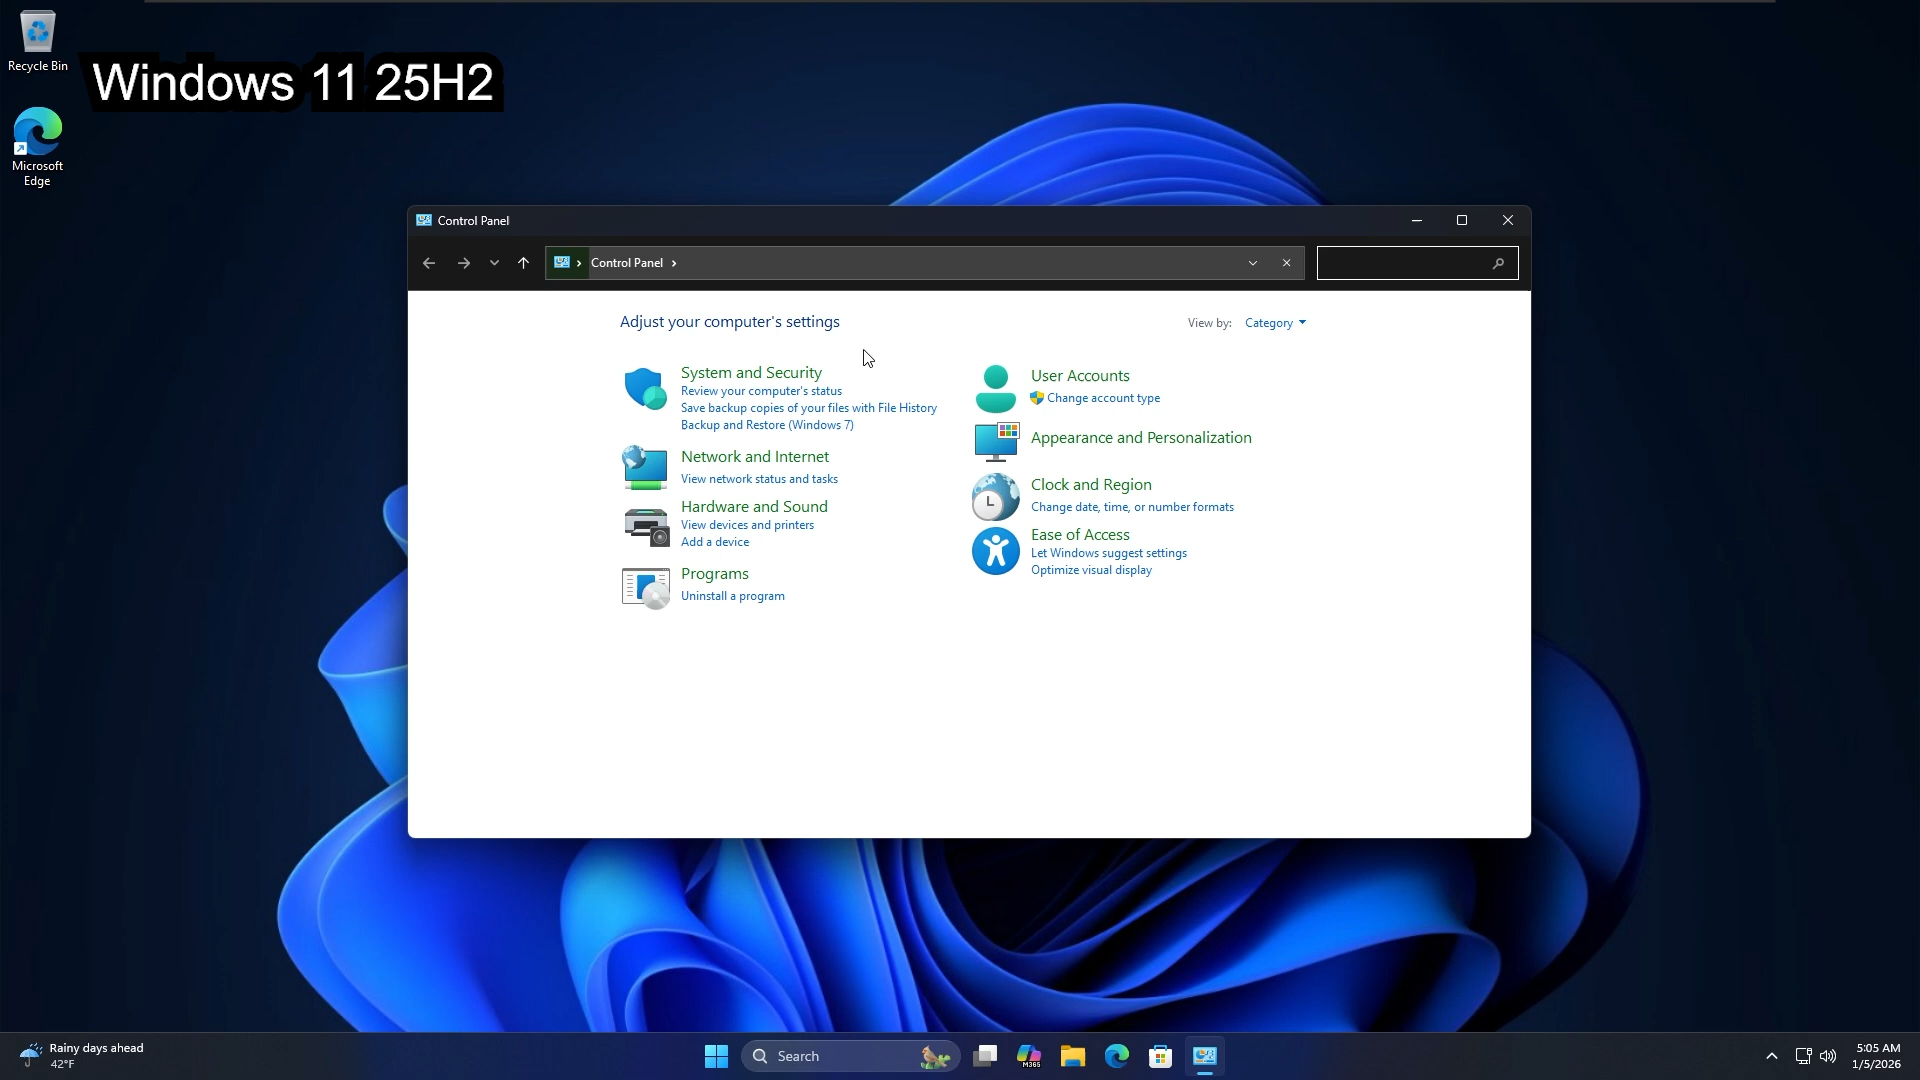 Recycle Bin
Windows 11 25H2
Microsoft
Edge
Control Panel
Control Panel
Adjust your computer's settings
View by: Category
System and Security
Review your computer's status
Save backup copies of your files with File History
Backup and Restore (Windows 7)
Network and Internet
View network status and tasks
Hardware and Sound
View devices and printers
Add a device
Programs
Uninstall a program
User Accounts
Change account type
Appearance and Personalization
Clock and Region
Change date, time, or number formats
Ease of Access
Let Windows suggest settings
Optimize visual display
Rainy days ahead
42°F
Search
M365
5:05 AM
1/5/2026